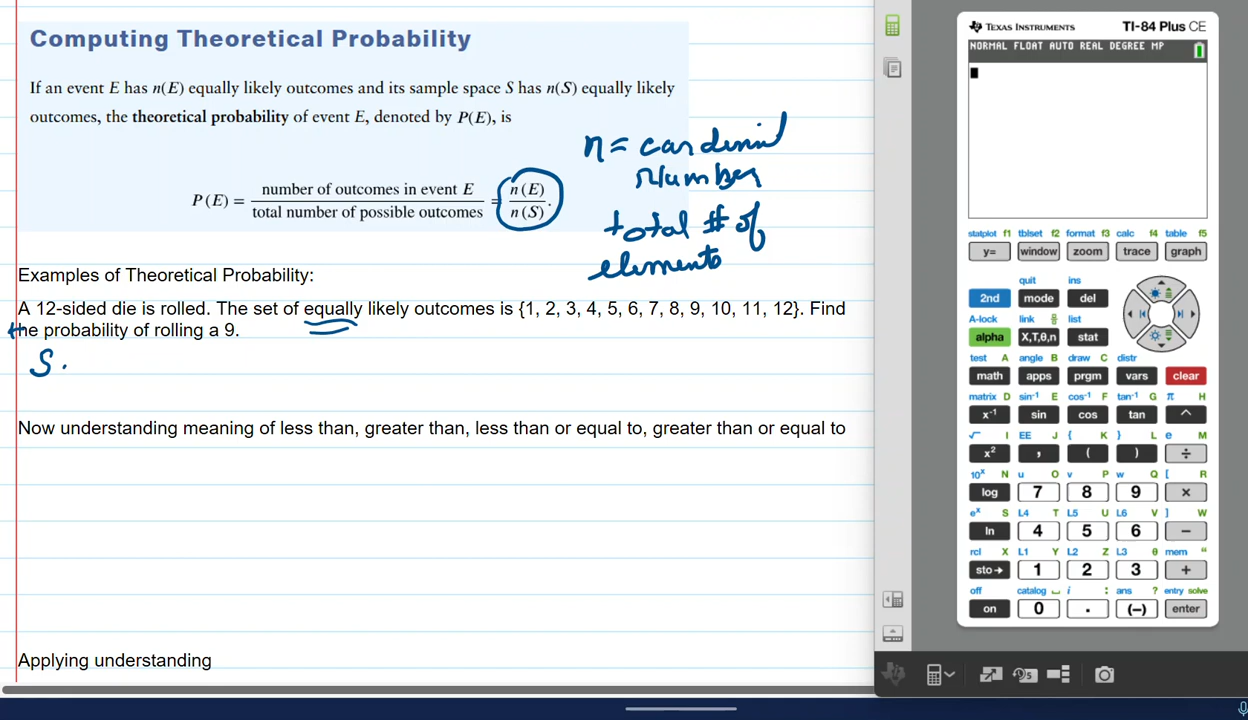 Computing Theoretical Probability
If an event E has n(E) equally likely outcomes and its sample space S has n(S) equally likely
outcomes, the theoretical probability of event E, denoted by P(E), is
n = cardinal
Number
P(E) = number of outcomes in event E / total number of possible outcomes = n(E) / n(S).
total # of
elements
Examples of Theoretical Probability:
A 12-sided die is rolled. The set of equally likely outcomes is {1, 2, 3, 4, 5, 6, 7, 8, 9, 10, 11, 12}. Find
the probability of rolling a 9.
S
Now understanding meaning of less than, greater than, less than or equal to, greater than or equal to
Applying understanding
TEXAS INSTRUMENTS TI-84 Plus CE
NORMAL FLOAT AUTO REAL DEGREE MP
statplot f1 tblset f2 format f3 calc f4 table f5
y= window zoom trace graph
quit ins
2nd mode del
A-lock link list
alpha X,T,θ,n stat
test A angle B draw C distr
math apps prgm vars clear
matrix D sin⁻¹ E cos⁻¹ F tan⁻¹ G π H
x⁻¹ sin cos tan ^
√ I EE J { K } L e M
x² , ( ) ÷
10ˣ N u O v P w Q [ R
log 7 8 9 ×
eˣ S L4 T L5 U L6 V ] W
ln 4 5 6 −
rcl X L1 Y L2 Z L3 θ mem "
sto→ 1 2 3 +
off catalog ⎵ i : ans ? entry solve
on 0 . (−) enter